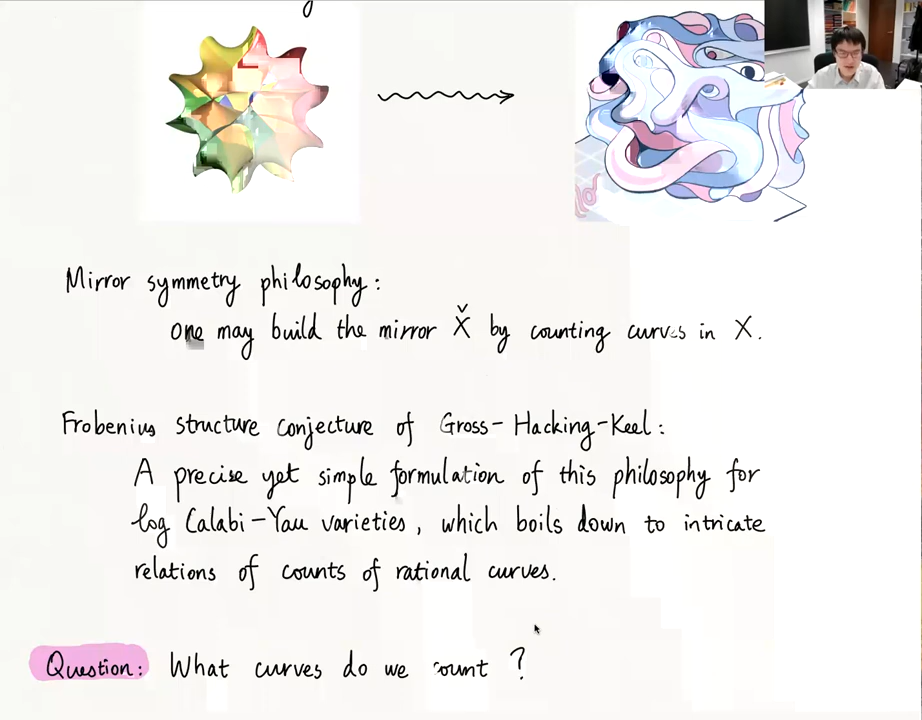 Mirror symmetry philosophy:
one may build the mirror X̌ by counting curves in X.
Frobenius structure conjecture of Gross-Hacking-Keel:
A precise yet simple formulation of this philosophy for
log Calabi-Yau varieties, which boils down to intricate
relations of counts of rational curves.
Question: What curves do we count ?